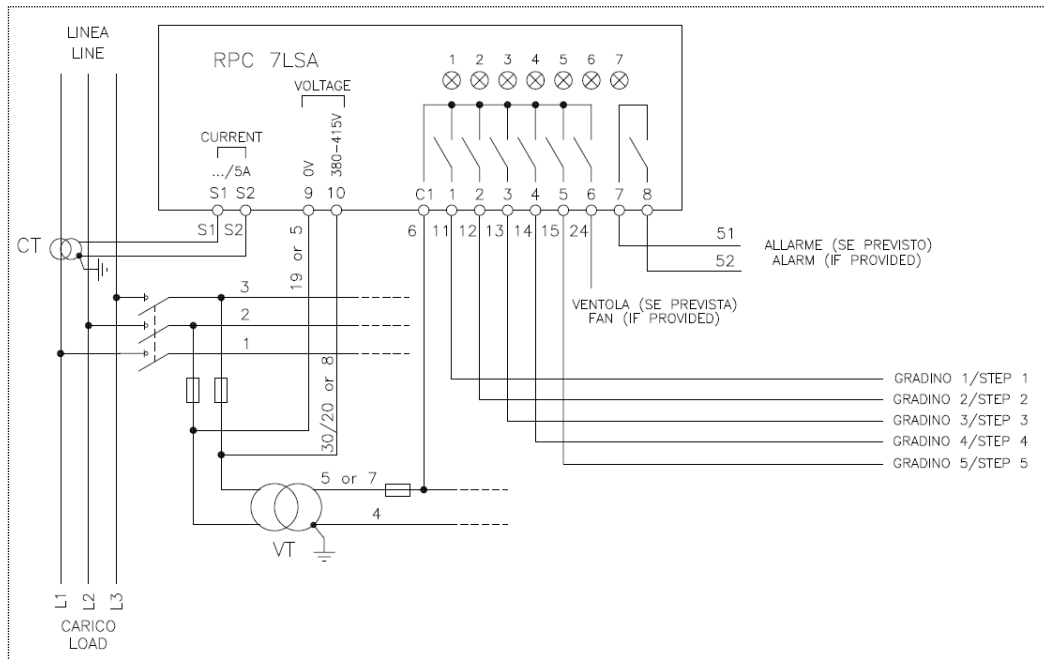 LINEA
LINE
RPC 7LSA
1 2 3 4 5 6 7
VOLTAGE
CURRENT
.../5A
0V
380-415V
S1 S2 9 10 C1 1 2 3 4 5 6 7 8
S1 S2 6 11 12 13 14 15 24
CT
19 or 5
51
52
ALLARME (SE PREVISTO)
ALARM (IF PROVIDED)
VENTOLA (SE PREVISTA)
FAN (IF PROVIDED)
3
2
1
30/20 or 8
GRADINO 1/STEP 1
GRADINO 2/STEP 2
GRADINO 3/STEP 3
GRADINO 4/STEP 4
GRADINO 5/STEP 5
5 or 7
4
VT
L1
L2
L3
CARICO
LOAD